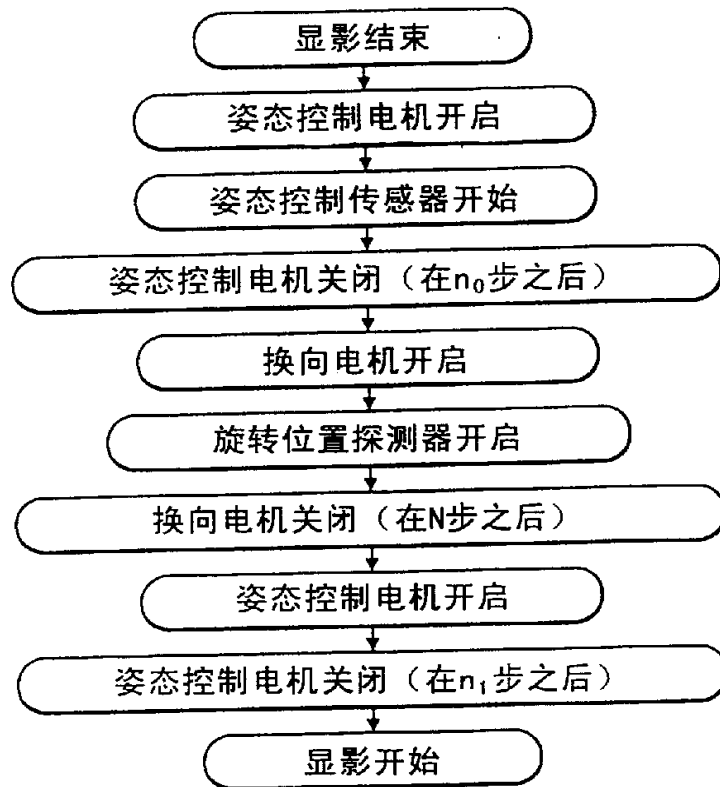 显影结束
姿态控制电机开启
姿态控制传感器开始
姿态控制电机关闭（在n₀步之后）
换向电机开启
旋转位置探测器开启
换向电机关闭（在N步之后）
姿态控制电机开启
姿态控制电机关闭（在n₁步之后）
显影开始